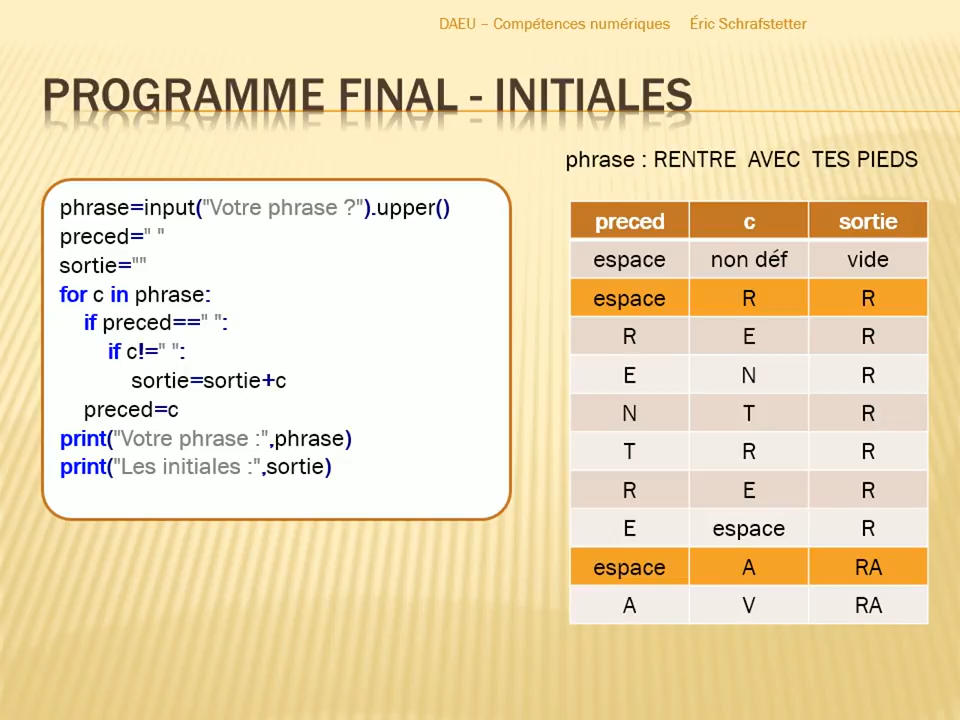 DAEU – Compétences numériques Éric Schrafstetter
PROGRAMME FINAL - INITIALES
phrase : RENTRE  AVEC  TES PIEDS
phrase=input("Votre phrase ?").upper()
preced=" "
sortie=""
for c in phrase:
    if preced==" ":
        if c!=" ":
            sortie=sortie+c
    preced=c
print("Votre phrase :",phrase)
print("Les initiales :",sortie)
preced c sortie
espace non déf vide
espace R R
R E R
E N R
N T R
T R R
R E R
E espace R
espace A RA
A V RA